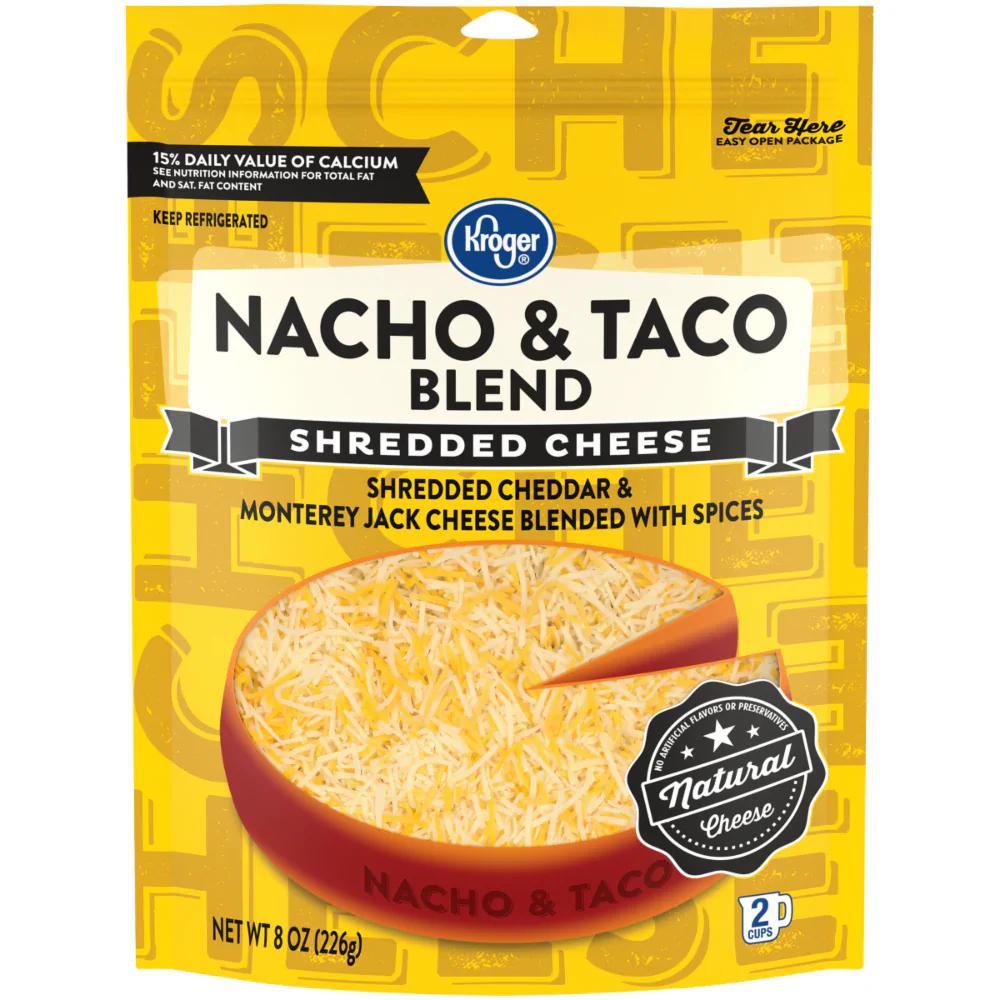 Tear Here
EASY OPEN PACKAGE
15% DAILY VALUE OF CALCIUM
SEE NUTRITION INFORMATION FOR TOTAL FAT
AND SAT. FAT CONTENT
KEEP REFRIGERATED
Kroger®
NACHO & TACO
BLEND
SHREDDED CHEESE
SHREDDED CHEDDAR &
MONTEREY JACK CHEESE BLENDED WITH SPICES
NO ARTIFICIAL FLAVORS OR PRESERVATIVES
Natural
Cheese
NACHO & TACO
NET WT 8 OZ (226g)
2
CUPS